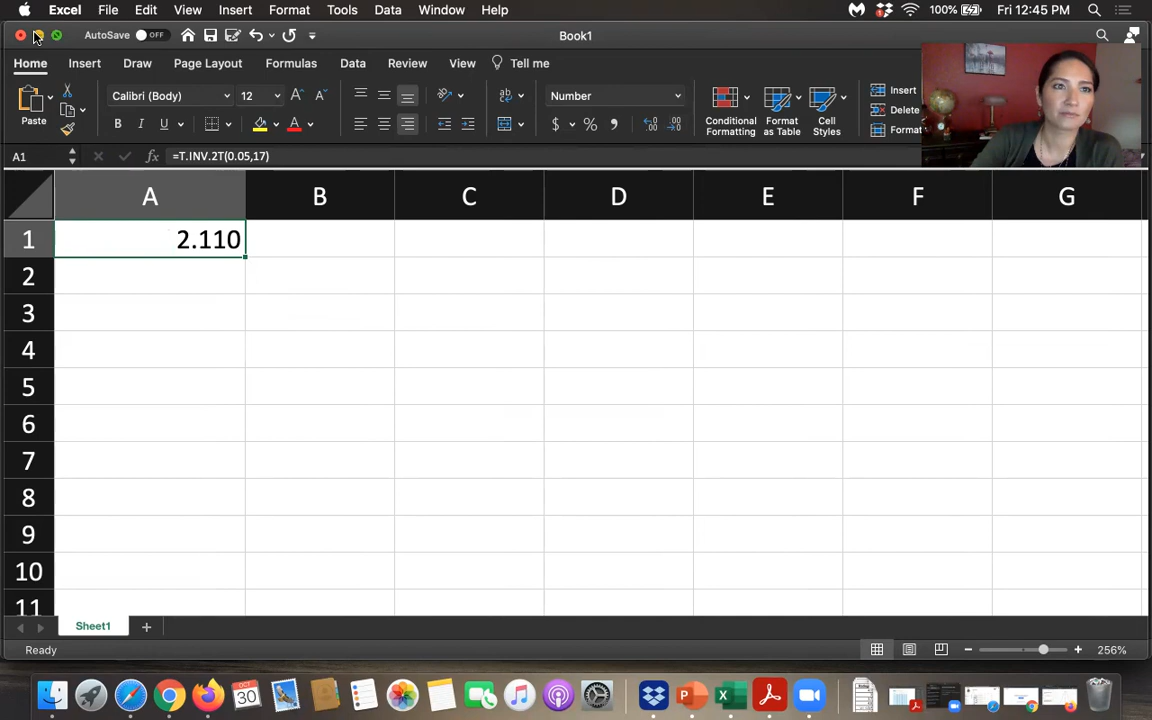 Excel File Edit View Insert Format Tools Data Window Help 100% Fri 12:45 PM
AutoSave OFF Book1
Home Insert Draw Page Layout Formulas Data Review View Tell me
Paste Calibri (Body) 12 Number Conditional Formatting Format as Table Cell Styles Insert Delete Format
B I U A $ %
A1 fx =T.INV.2T(0.05,17)
A B C D E F G
1 2.110
2
3
4
5
6
7
8
9
10
11
Sheet1
Ready 256%
OCT 30